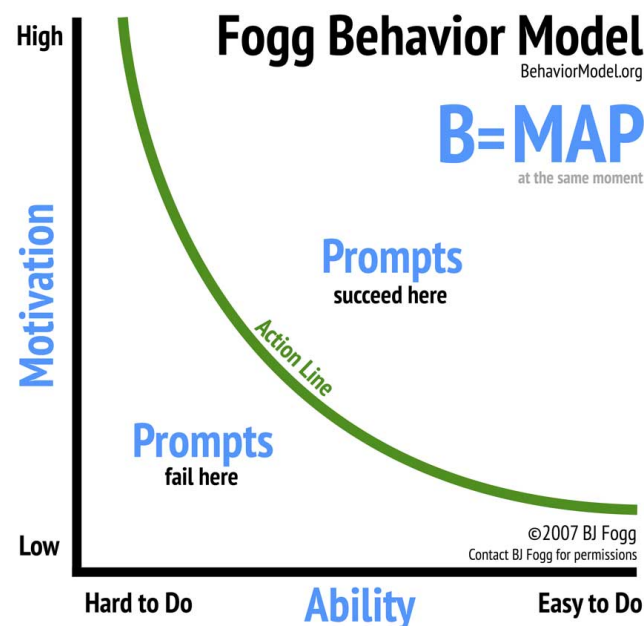 High
Fogg Behavior Model
BehaviorModel.org
B=MAP
at the same moment
Motivation
Prompts
succeed here
Action Line
Prompts
fail here
Low
©2007 BJ Fogg
Contact BJ Fogg for permissions
Hard to Do
Ability
Easy to Do